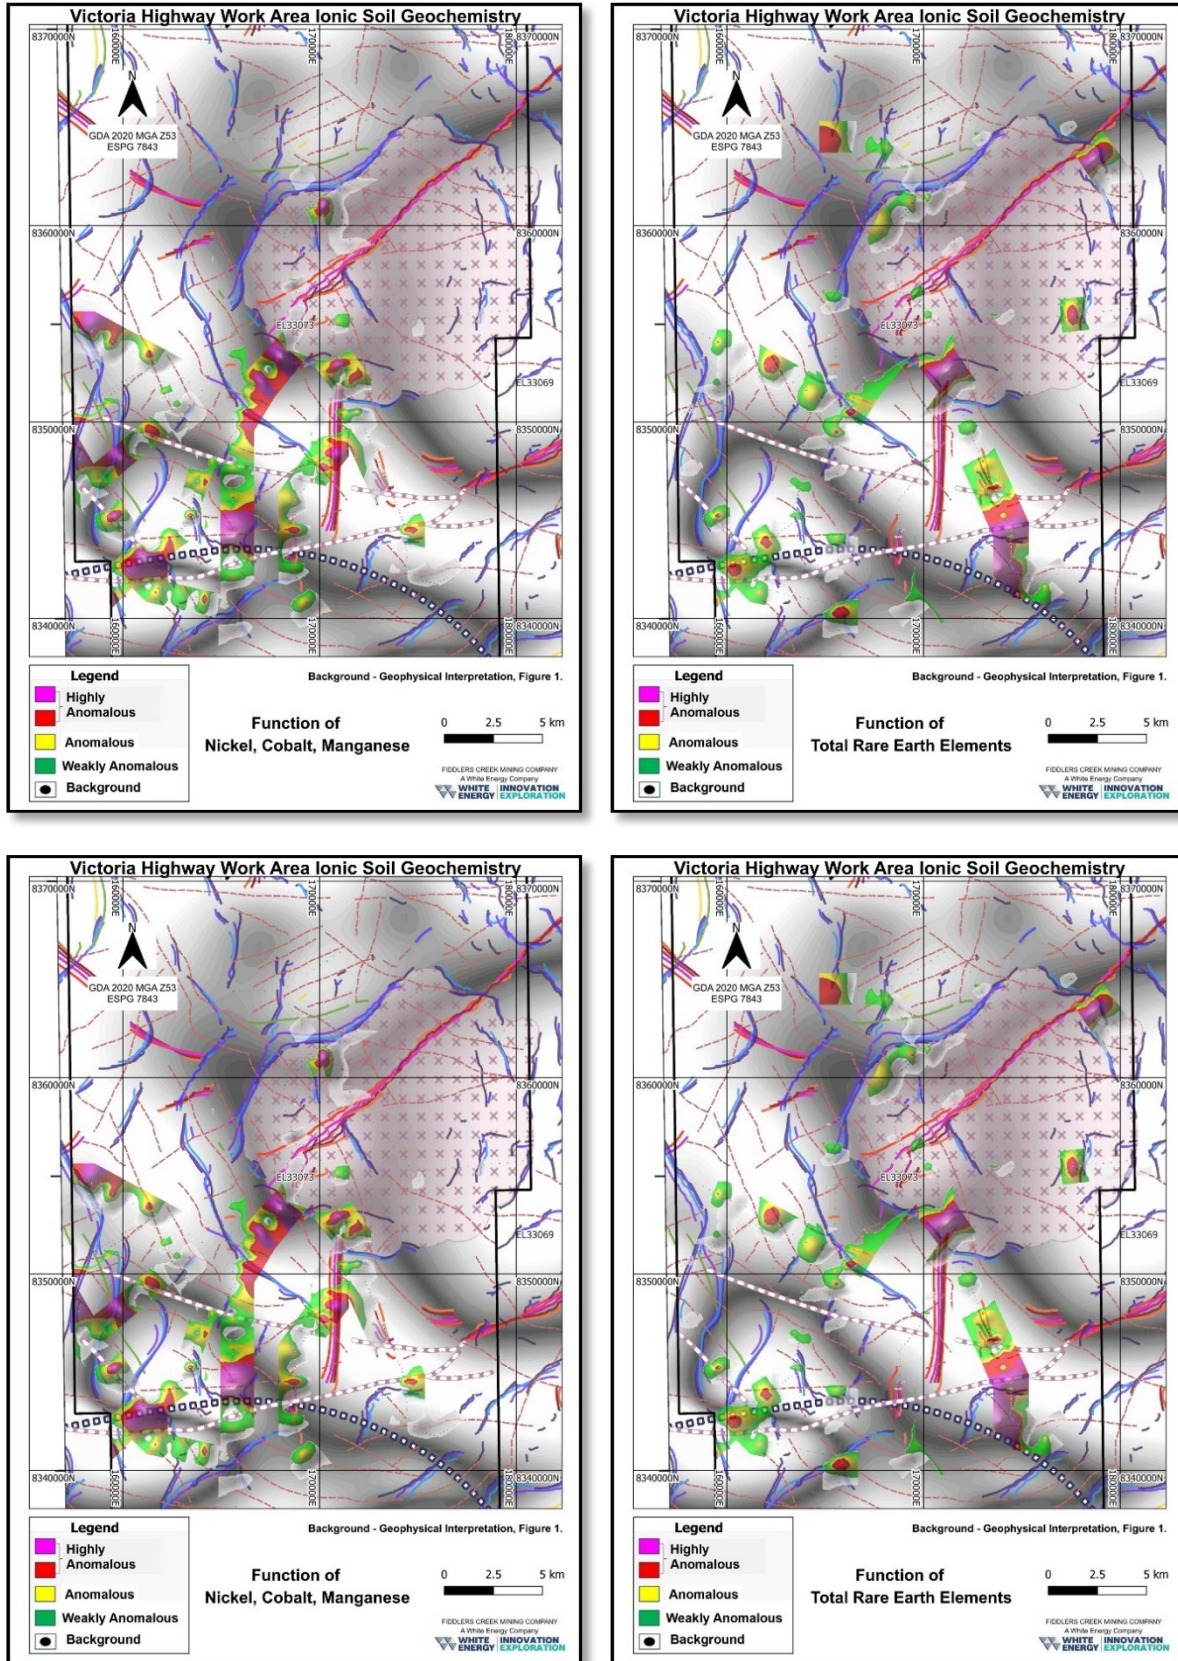 Victoria Highway Work Area Ionic Soil Geochemistry
8370000N
160000E
170000E
180000E
8370000N
N
GDA 2020 MGA Z53
ESPG 7843
8360000N
8360000N
EL33073
EL33069
8350000N
8350000N
8340000N
160000E
170000E
180000E
8340000N
Legend
Highly
Anomalous
Anomalous
Weakly Anomalous
Background
Background - Geophysical Interpretation, Figure 1.
Function of
Nickel, Cobalt, Manganese
0 2.5 5 km
FIDDLERS CREEK MINING COMPANY
A White Energy Company
WHITE ENERGY | INNOVATION EXPLORATION
Victoria Highway Work Area Ionic Soil Geochemistry
8370000N
160000E
170000E
180000E
8370000N
N
GDA 2020 MGA Z53
ESPG 7843
8360000N
8360000N
EL33073
EL33069
8350000N
8350000N
8340000N
160000E
170000E
180000E
8340000N
Legend
Highly
Anomalous
Anomalous
Weakly Anomalous
Background
Background - Geophysical Interpretation, Figure 1.
Function of
Total Rare Earth Elements
0 2.5 5 km
FIDDLERS CREEK MINING COMPANY
A White Energy Company
WHITE ENERGY | INNOVATION EXPLORATION
Victoria Highway Work Area Ionic Soil Geochemistry
8370000N
160000E
170000E
180000E
8370000N
N
GDA 2020 MGA Z53
ESPG 7843
8360000N
8360000N
EL33073
EL33069
8350000N
8350000N
8340000N
160000E
170000E
180000E
8340000N
Legend
Highly
Anomalous
Anomalous
Weakly Anomalous
Background
Background - Geophysical Interpretation, Figure 1.
Function of
Nickel, Cobalt, Manganese
0 2.5 5 km
FIDDLERS CREEK MINING COMPANY
A White Energy Company
WHITE ENERGY | INNOVATION EXPLORATION
Victoria Highway Work Area Ionic Soil Geochemistry
8370000N
160000E
170000E
180000E
8370000N
N
GDA 2020 MGA Z53
ESPG 7843
8360000N
8360000N
EL33073
EL33069
8350000N
8350000N
8340000N
160000E
170000E
180000E
8340000N
Legend
Highly
Anomalous
Anomalous
Weakly Anomalous
Background
Background - Geophysical Interpretation, Figure 1.
Function of
Total Rare Earth Elements
0 2.5 5 km
FIDDLERS CREEK MINING COMPANY
A White Energy Company
WHITE ENERGY | INNOVATION EXPLORATION